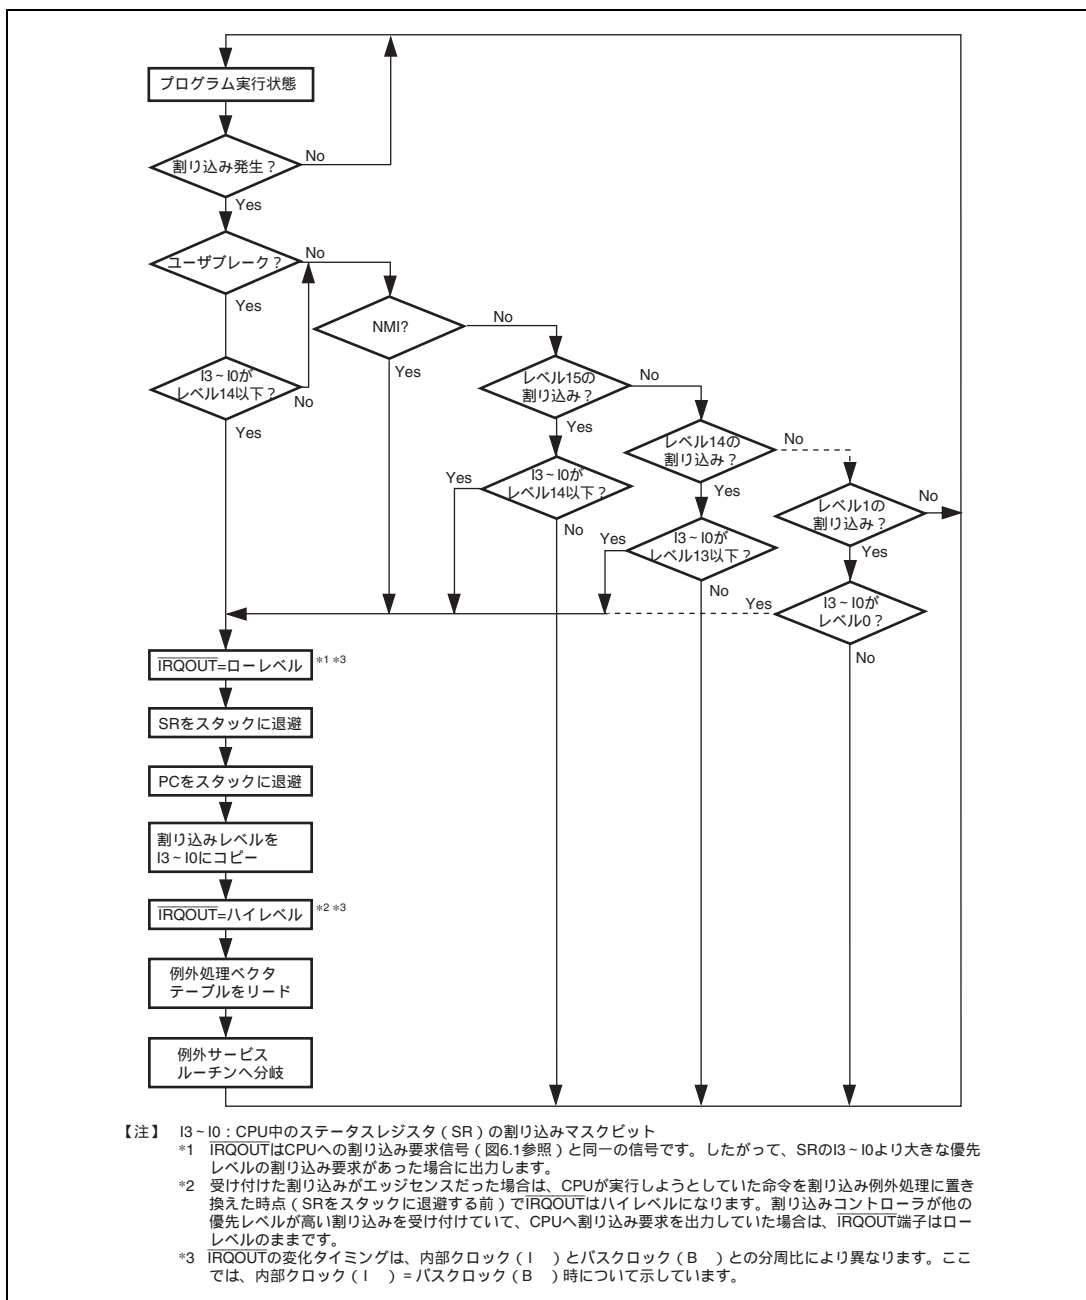 プログラム実行状態
割り込み発生？
No
Yes
ユーザブレーク？
No
Yes
NMI?
No
Yes
I3～I0が
レベル14以下？
No
Yes
レベル15の
割り込み？
No
Yes
I3～I0が
レベル14以下？
Yes
No
レベル14の
割り込み？
No
Yes
I3～I0が
レベル13以下？
Yes
No
レベル1の
割り込み？
No
Yes
I3～I0が
レベル0？
Yes
No
IRQOUT=ローレベル *1 *3
SRをスタックに退避
PCをスタックに退避
割り込みレベルを
I3～I0にコピー
IRQOUT=ハイレベル *2 *3
例外処理ベクタ
テーブルをリード
例外サービス
ルーチンへ分岐
【注】 I3～I0：CPU中のステータスレジスタ（SR）の割り込みマスクビット
*1 IRQOUTはCPUへの割り込み要求信号（図6.1参照）と同一の信号です。したがって、SRのI3～I0より大きな優先
レベルの割り込み要求があった場合に出力します。
*2 受け付けた割り込みがエッジセンスだった場合は、CPUが実行しようとしていた命令を割り込み例外処理に置き
換えた時点（SRをスタックに退避する前）でIRQOUTはハイレベルになります。割り込みコントローラが他の
優先レベルが高い割り込みを受け付けていて、CPUへ割り込み要求を出力していた場合は、IRQOUT端子はロー
レベルのままです。
*3 IRQOUTの変化タイミングは、内部クロック（I　）とバスクロック（B　）との分周比により異なります。ここ
では、内部クロック（I　）＝バスクロック（B　）時について示しています。